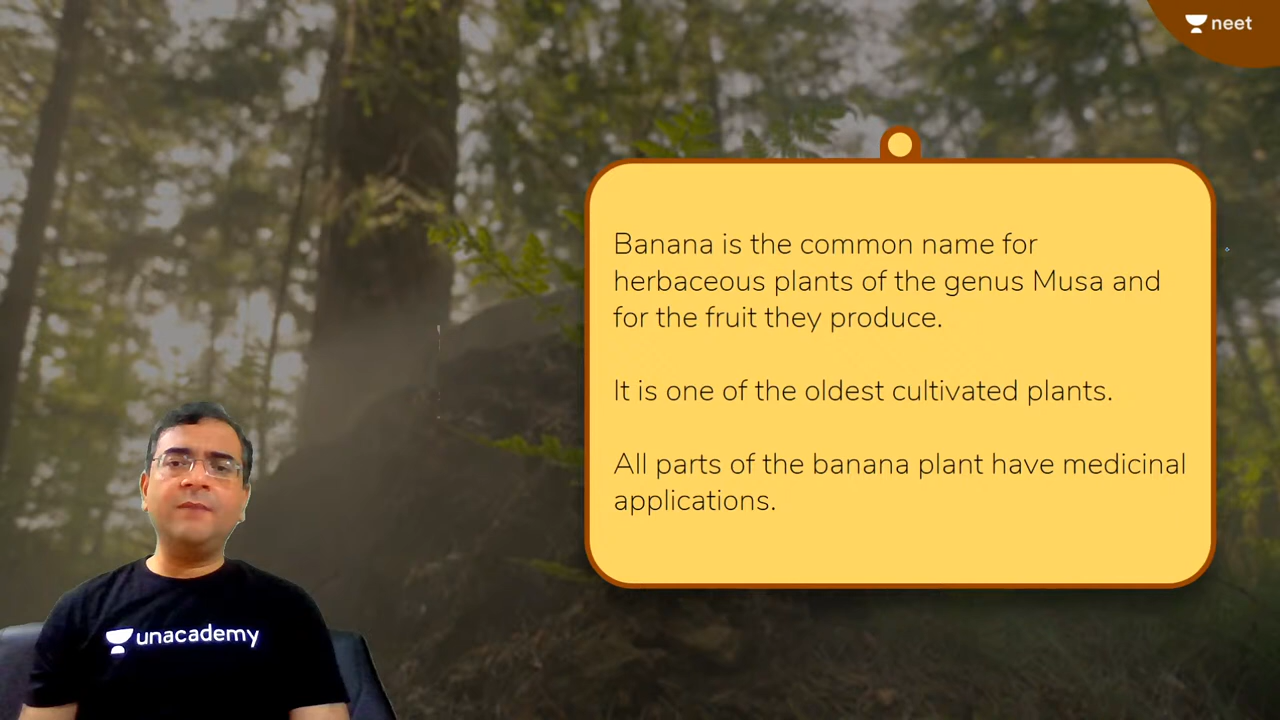 neet
Banana is the common name for
herbaceous plants of the genus Musa and
for the fruit they produce.
It is one of the oldest cultivated plants.
All parts of the banana plant have medicinal
applications.
unacademy